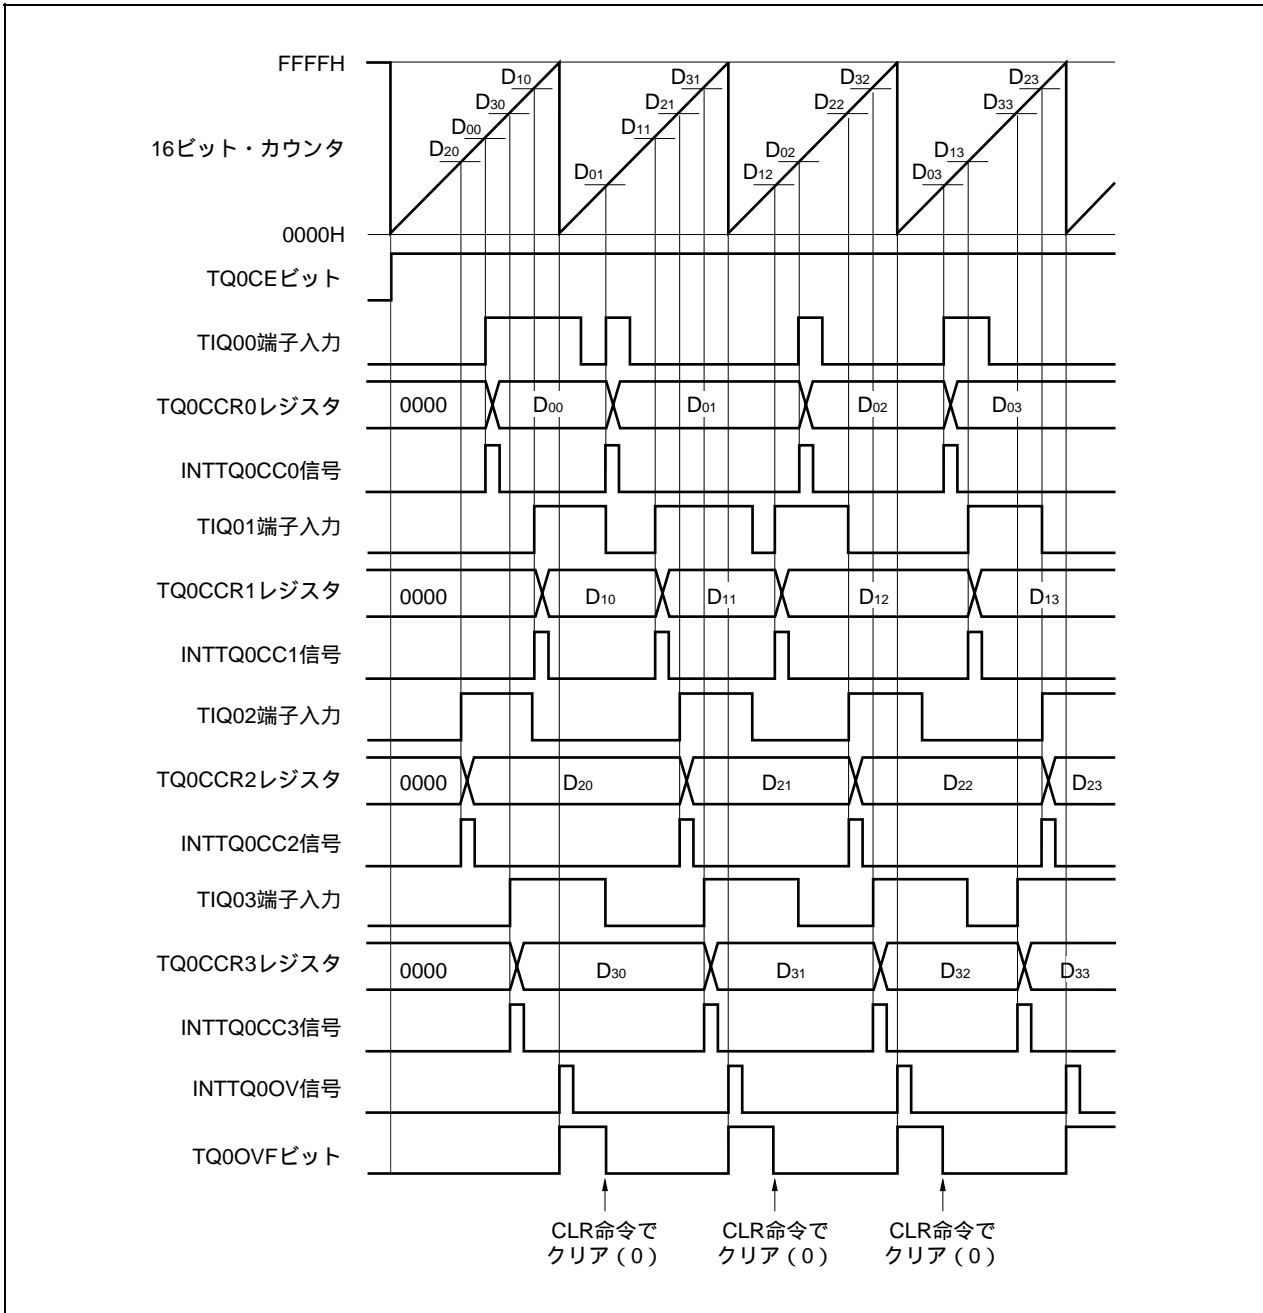 FFFFH
D10 D31 D32 D23
D30 D21 D22 D33
D00 D11
16ビット・カウンタ
D20 D02 D13
D01 D12 D03
0000H
TQ0CEビット
TIQ00端子入力
TQ0CCR0レジスタ 0000 D00 D01 D02 D03
INTTQ0CC0信号
TIQ01端子入力
TQ0CCR1レジスタ 0000 D10 D11 D12 D13
INTTQ0CC1信号
TIQ02端子入力
TQ0CCR2レジスタ 0000 D20 D21 D22 D23
INTTQ0CC2信号
TIQ03端子入力
TQ0CCR3レジスタ 0000 D30 D31 D32 D33
INTTQ0CC3信号
INTTQ0OV信号
TQ0OVFビット
CLR命令で CLR命令で CLR命令で
クリア(0) クリア(0) クリア(0)